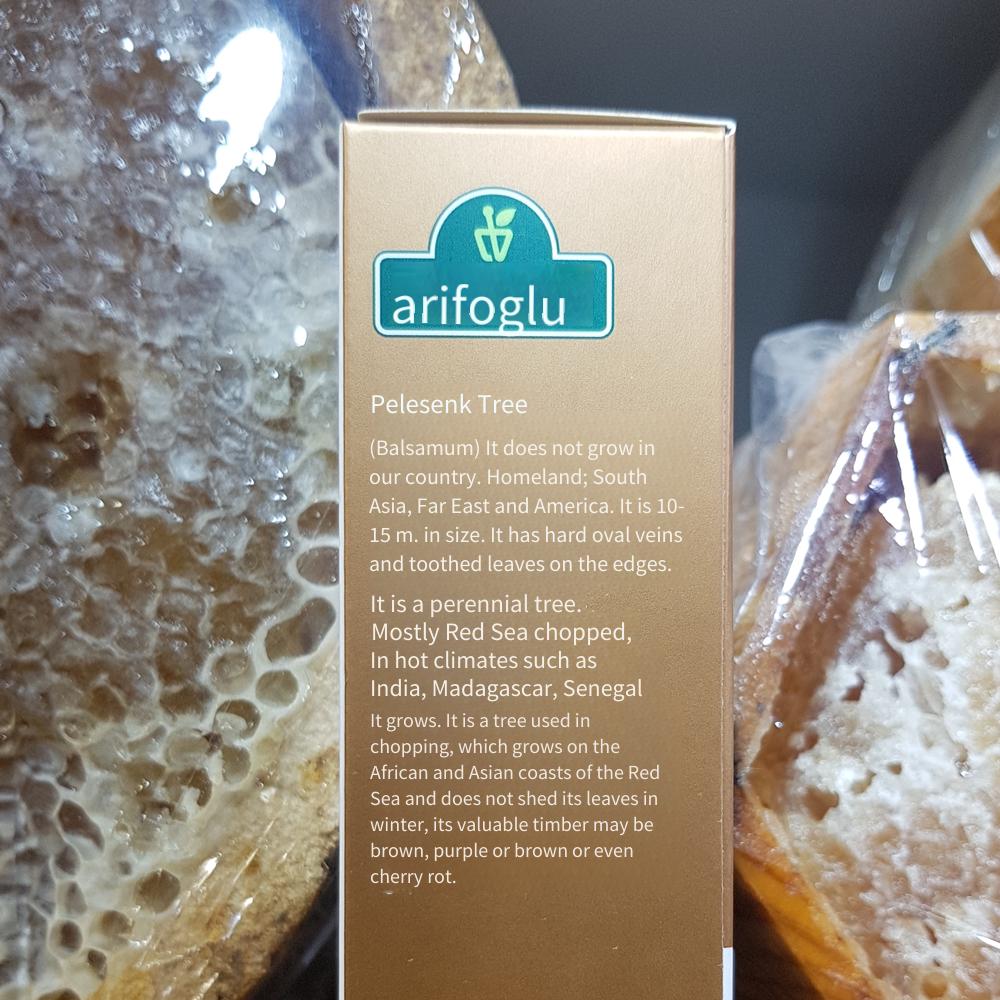 arifoglu
Pelesenk Tree
(Balsamum) It does not grow in
our country. Homeland; South
Asia, Far East and America. It is 10-
15 m. in size. It has hard oval veins
and toothed leaves on the edges.
It is a perennial tree.
Mostly Red Sea chopped,
In hot climates such as
India, Madagascar, Senegal
It grows. It is a tree used in
chopping, which grows on the
African and Asian coasts of the Red
Sea and does not shed its leaves in
winter, its valuable timber may be
brown, purple or brown or even
cherry rot.